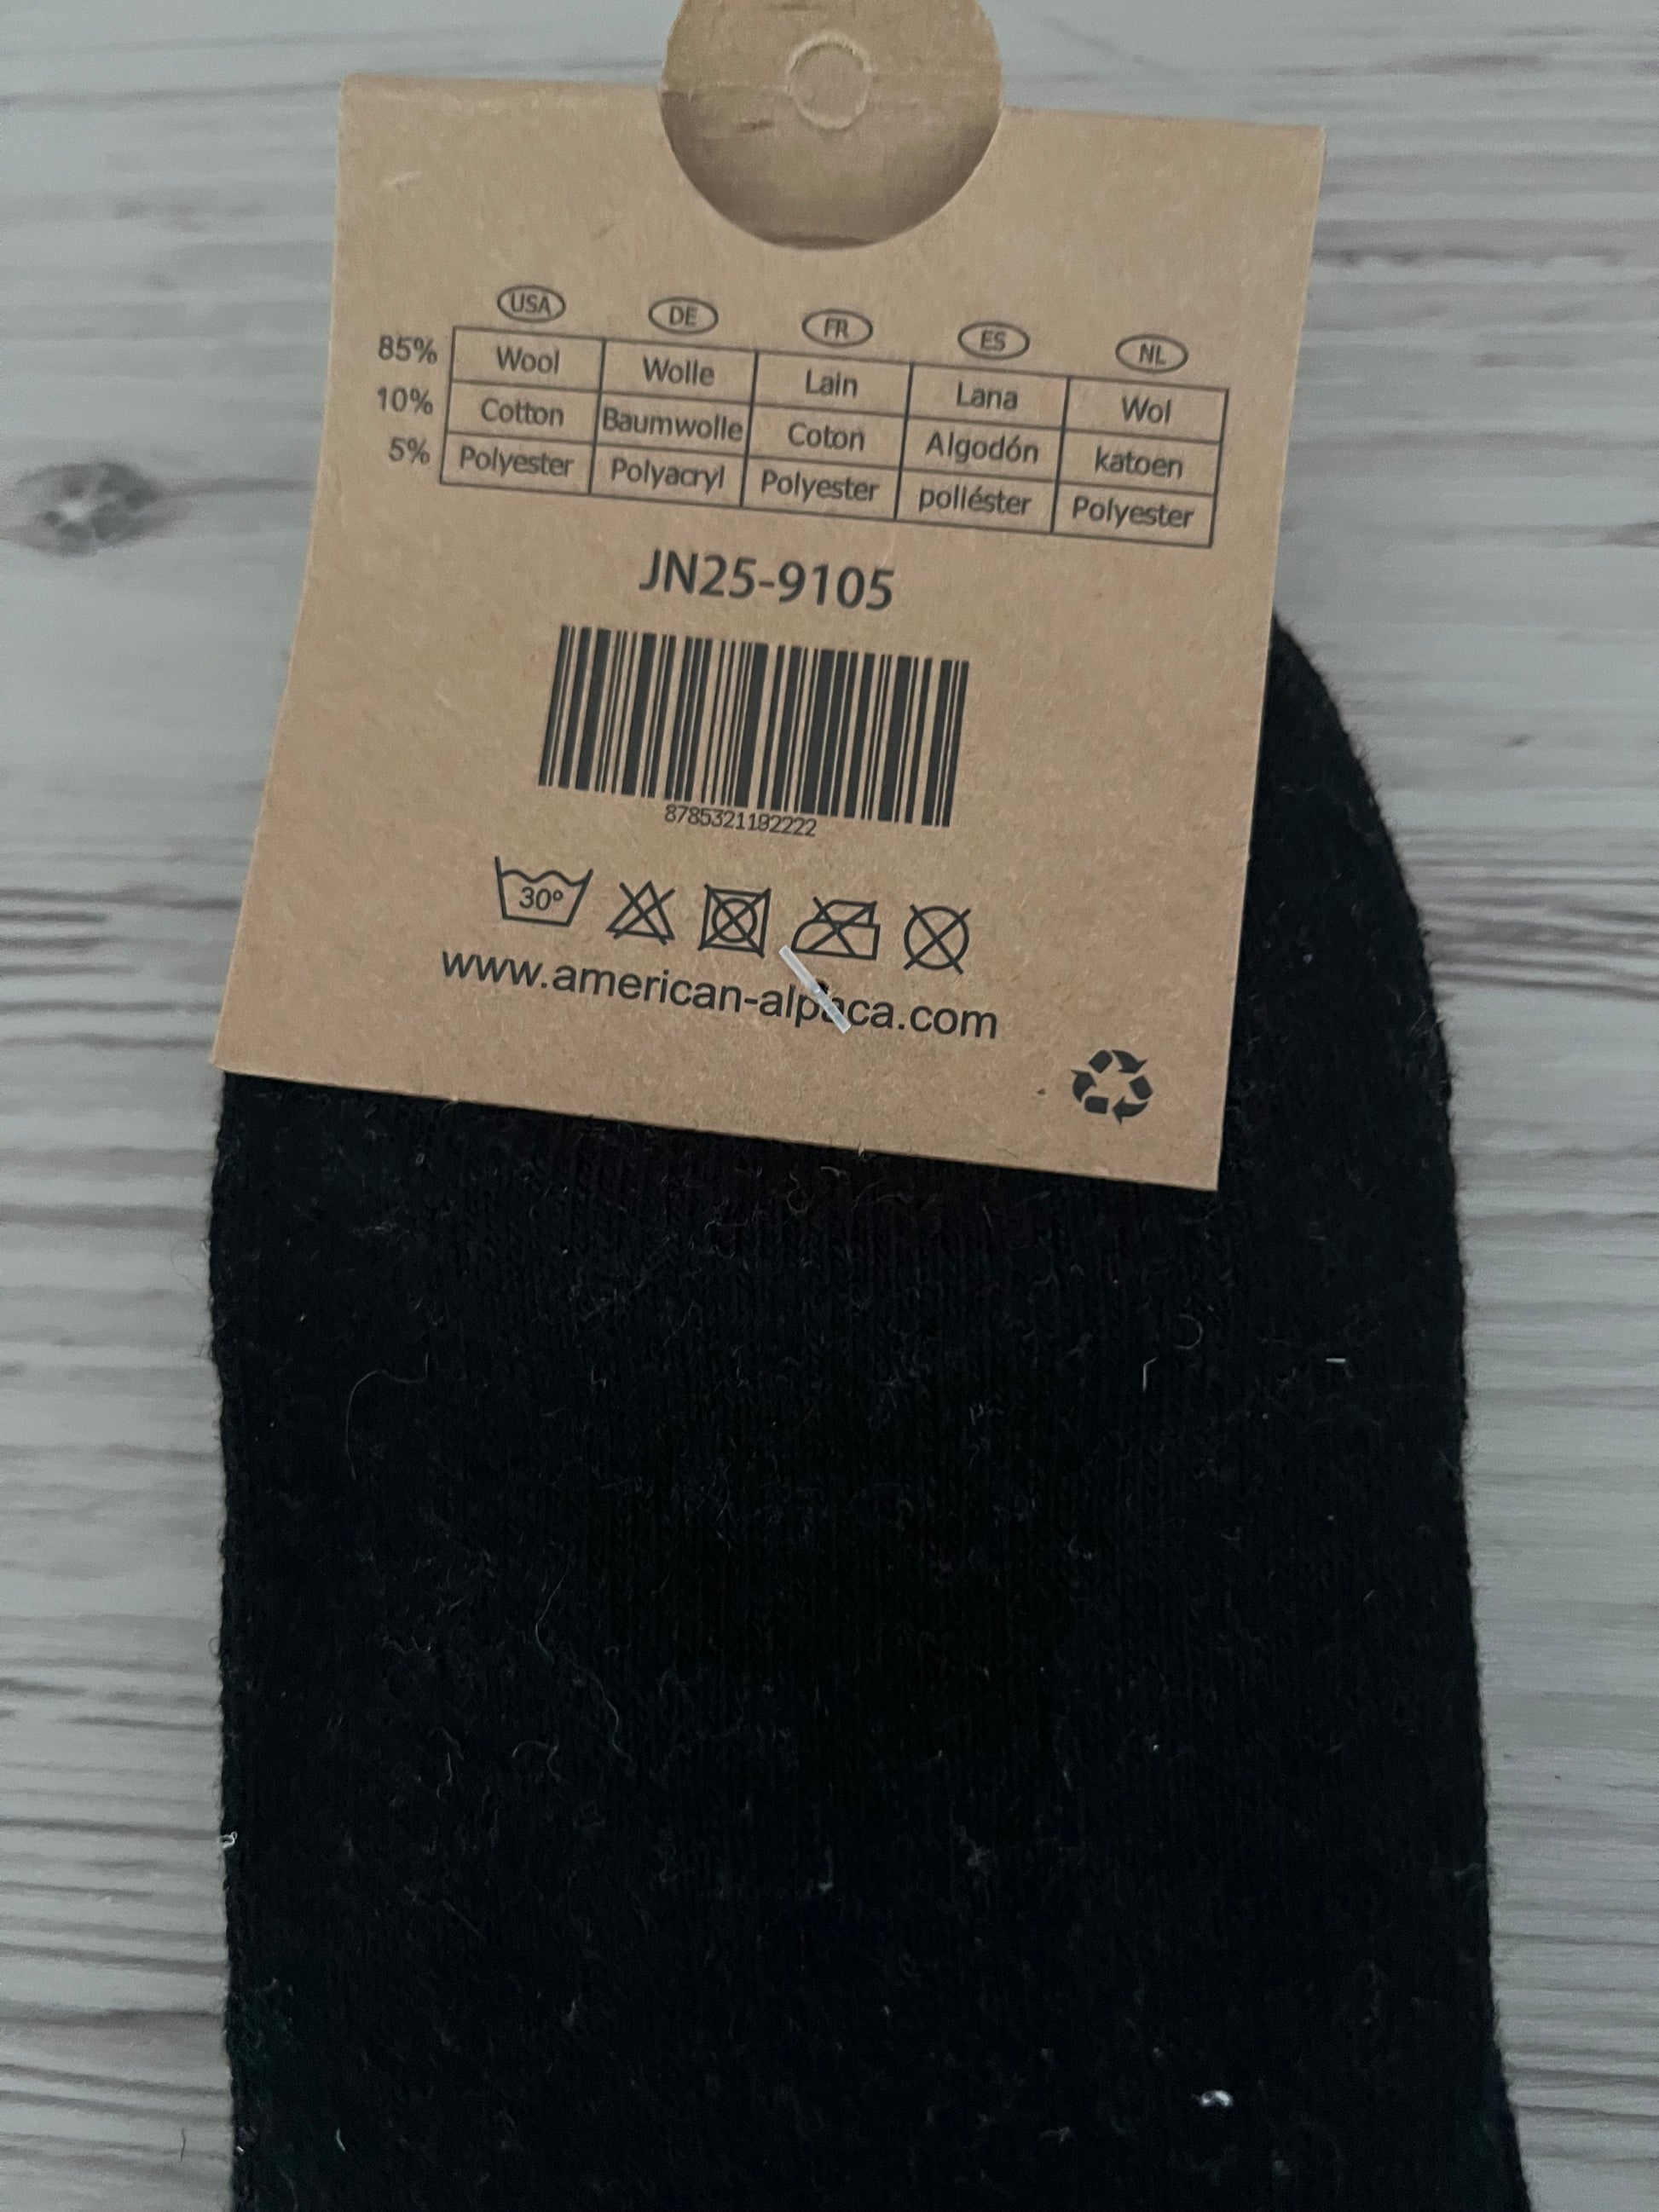 USA DE FR ES NL
85% Wool Wolle Lain Lana Wol
10% Cotton Baumwolle Coton Algodón katoen
5% Polyester Polyacryl Polyester poliéster Polyester
JN25-9105
8785321192222
30°
www.american-alpaca.com